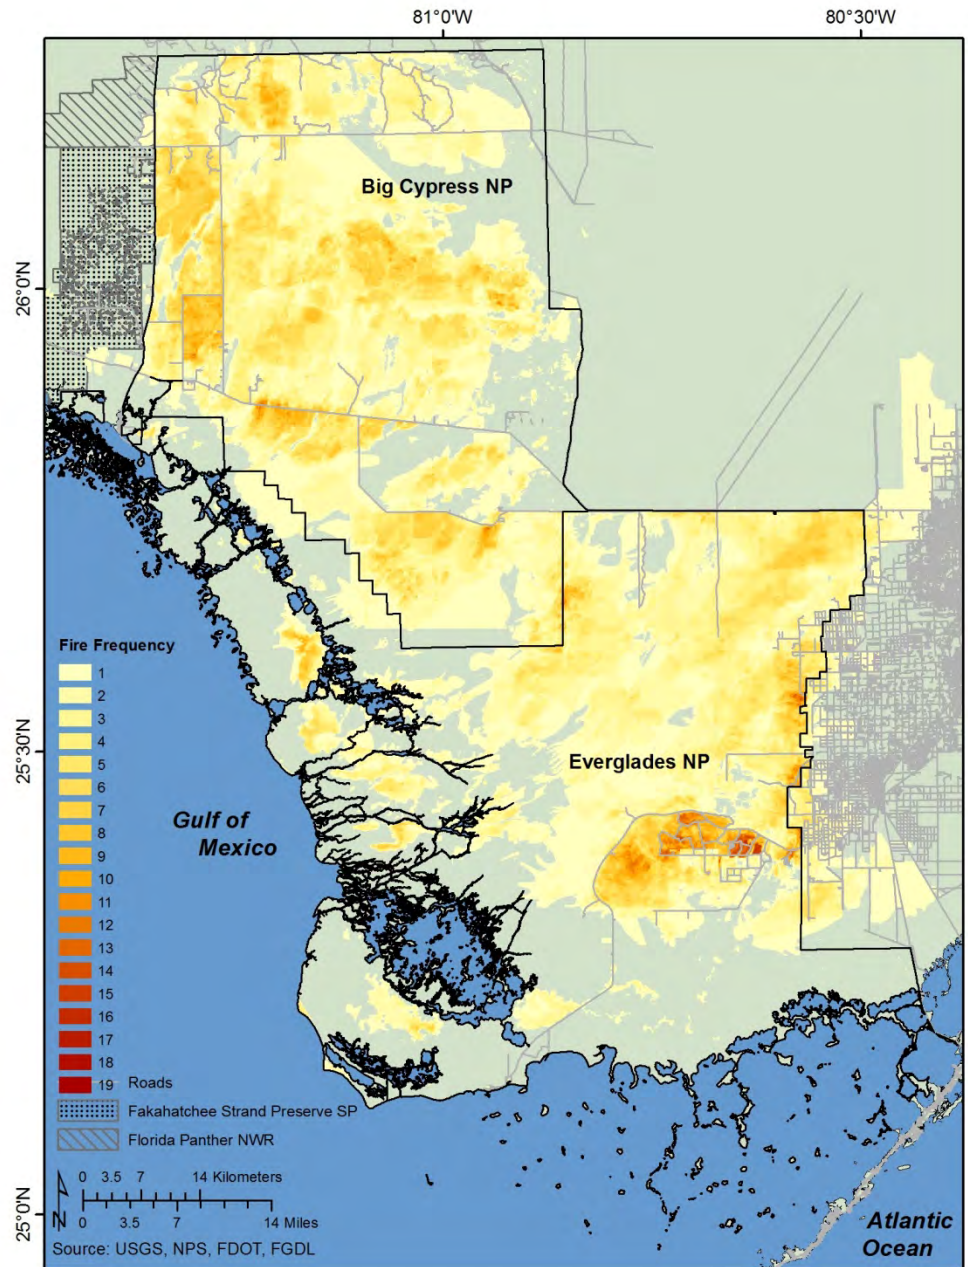 81°0'W
80°30'W
Big Cypress NP
26°0'N
Fire Frequency
1
2
3
4
5
6
7
8
9
10
11
12
13
14
15
16
17
18
19
Roads
Fakahatchee Strand Preserve SP
Florida Panther NWR
25°30'N
Everglades NP
Gulf of
Mexico
0 3.5 7 14 Kilometers
N
0 3.5 7 14 Miles
25°0'N
Source: USGS, NPS, FDOT, FGDL
Atlantic
Ocean